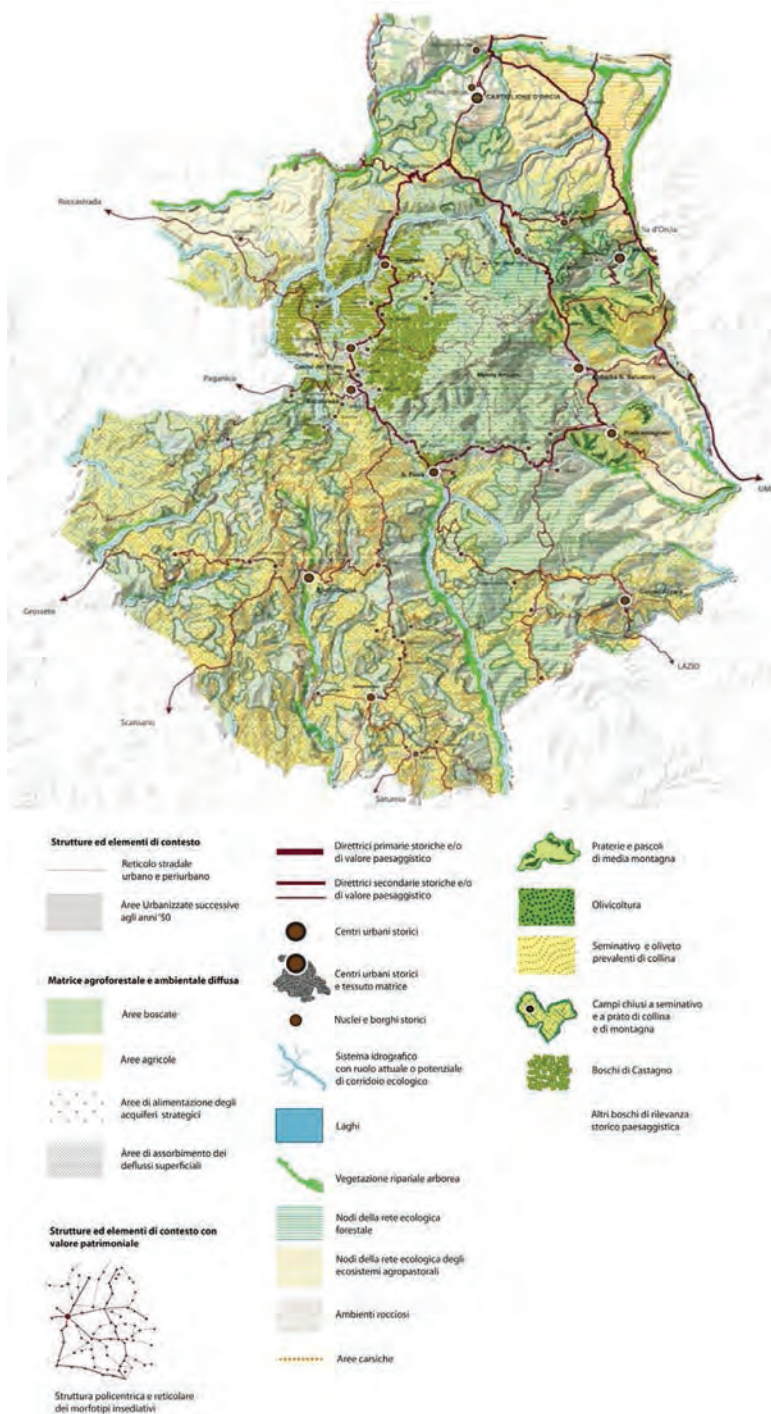 CASTIGLIONE D'ORCIA
Roccastrada
Paganico
UM
Grosseto
Scansano
LAZIO
Saturnia
Strutture ed elementi di contesto
Reticolo stradale
urbano e periurbano
Aree Urbanizzate successive
agli anni '50
Matrice agroforestale e ambientale diffusa
Aree boscate
Aree agricole
Aree di alimentazione degli
acquiferi strategici
Aree di assorbimento dei
deflussi superficiali
Strutture ed elementi di contesto con
valore patrimoniale
Struttura policentrica e reticolare
dei morfotipi insediativi
Direttrici primarie storiche e/o
di valore paesaggistico
Direttrici secondarie storiche e/o
di valore paesaggistico
Centri urbani storici
Centri urbani storici
e tessuto matrice
Nuclei e borghi storici
Sistema idrografico
con ruolo attuale o potenziale
di corridoio ecologico
Laghi
Vegetazione ripariale arborea
Nodi della rete ecologica
forestale
Nodi della rete ecologica degli
ecosistemi agropastorali
Ambienti rocciosi
Aree carsiche
Praterie e pascoli
di media montagna
Olivicoltura
Seminativo e oliveto
prevalenti di collina
Campi chiusi a seminativo
e a prato di collina
e di montagna
Boschi di Castagno
Altri boschi di rilevanza
storico paesaggistica